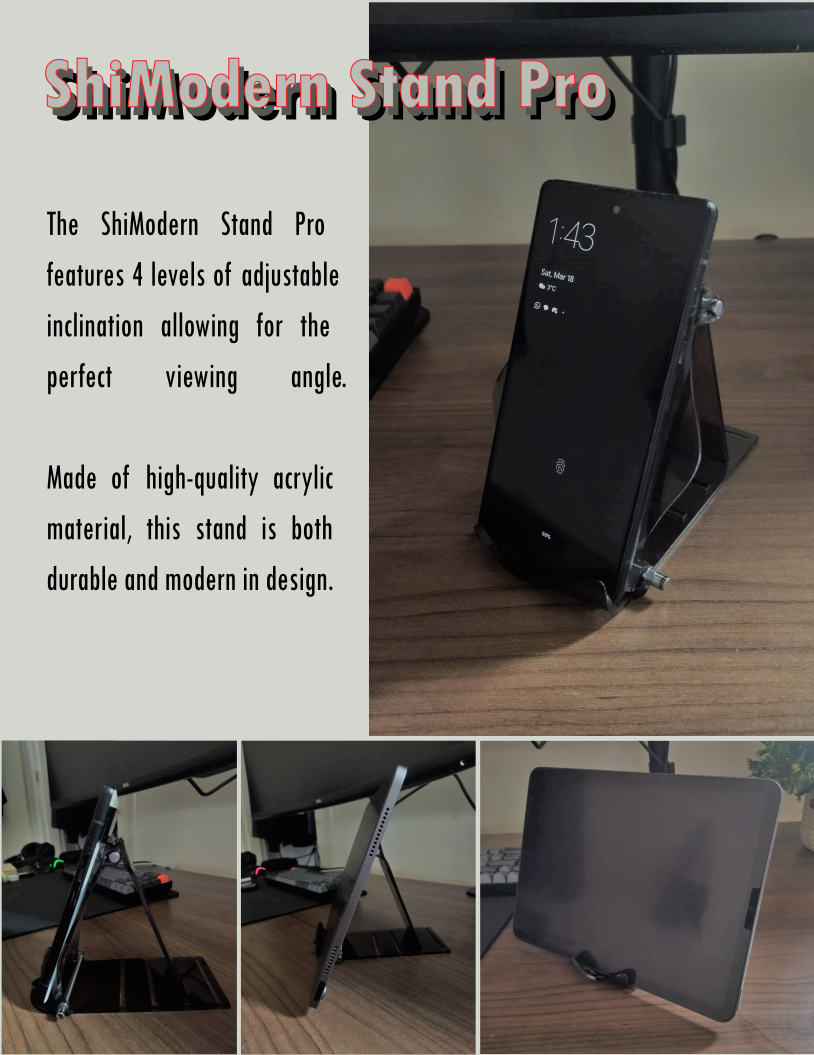 ShiModern Stand Pro
The ShiModern Stand Pro
features 4 levels of adjustable
inclination allowing for the
perfect viewing angle.
Made of high-quality acrylic
material, this stand is both
durable and modern in design.
1:43
Sat, Mar 18
3°C